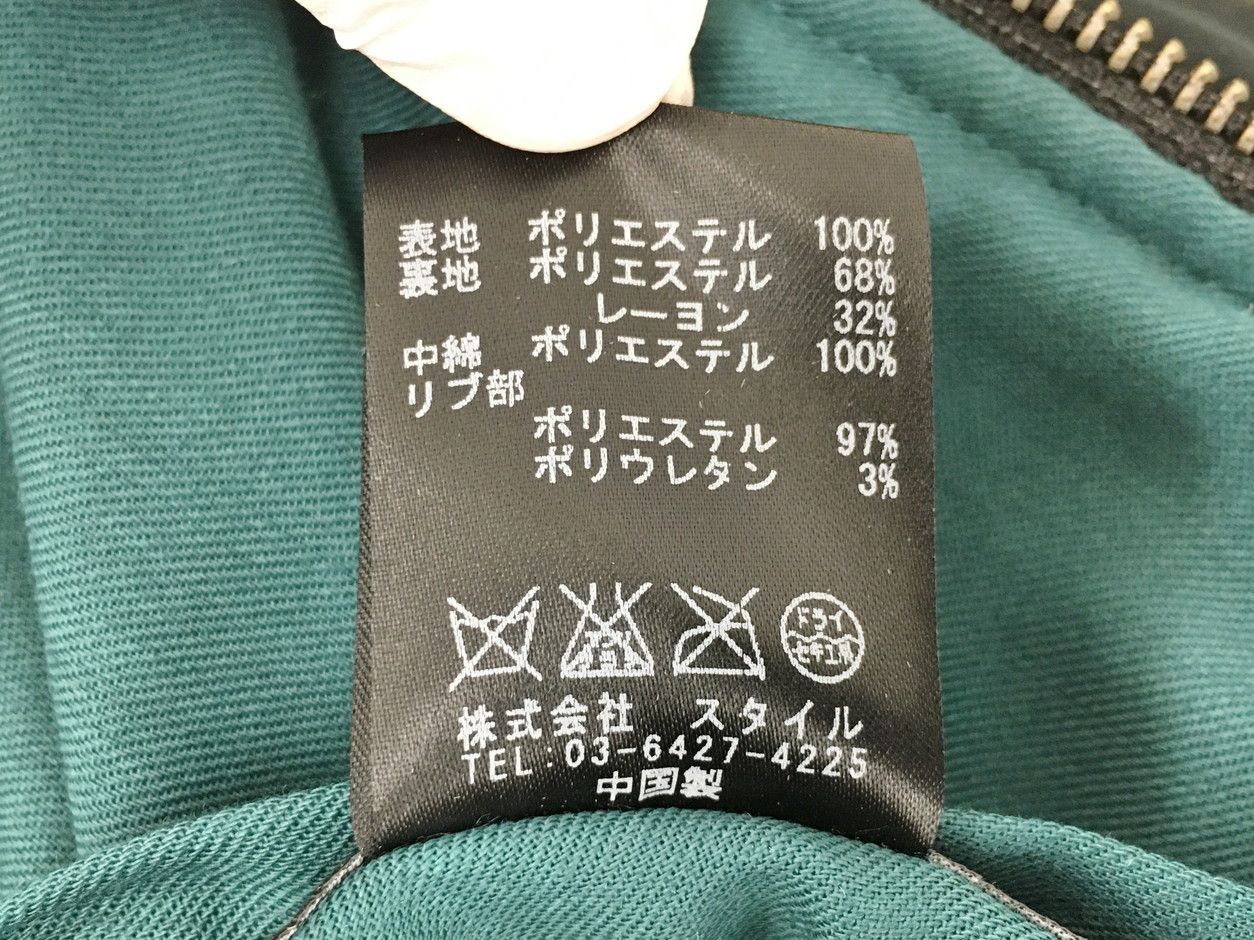 表地 ポリエステル 100%
裏地 ポリエステル 68%
レーヨン 32%
中綿 ポリエステル 100%
リブ部
ポリエステル 97%
ポリウレタン 3%
ドライ
セキユ系
株式会社 スタイル
TEL:03-6427-4225
中国製